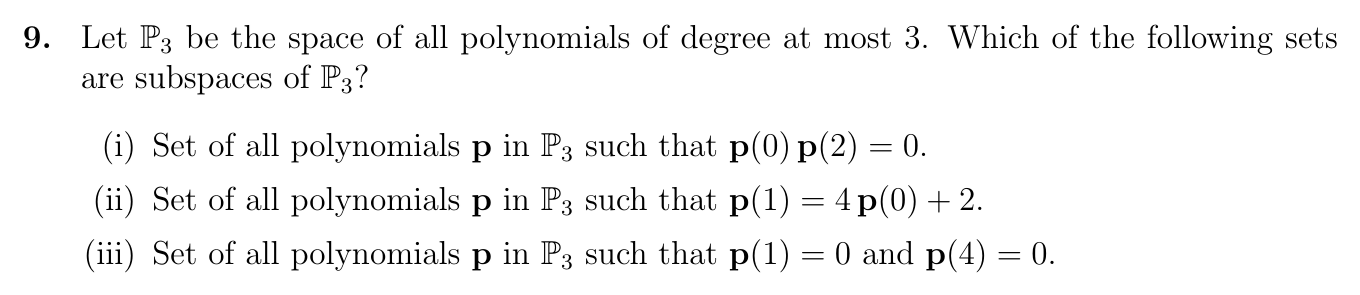 9. Let ℙ₃ be the space of all polynomials of degree at most 3. Which of the following sets
are subspaces of ℙ₃?
(i) Set of all polynomials p in ℙ₃ such that p(0) p(2) = 0.
(ii) Set of all polynomials p in ℙ₃ such that p(1) = 4 p(0) + 2.
(iii) Set of all polynomials p in ℙ₃ such that p(1) = 0 and p(4) = 0.